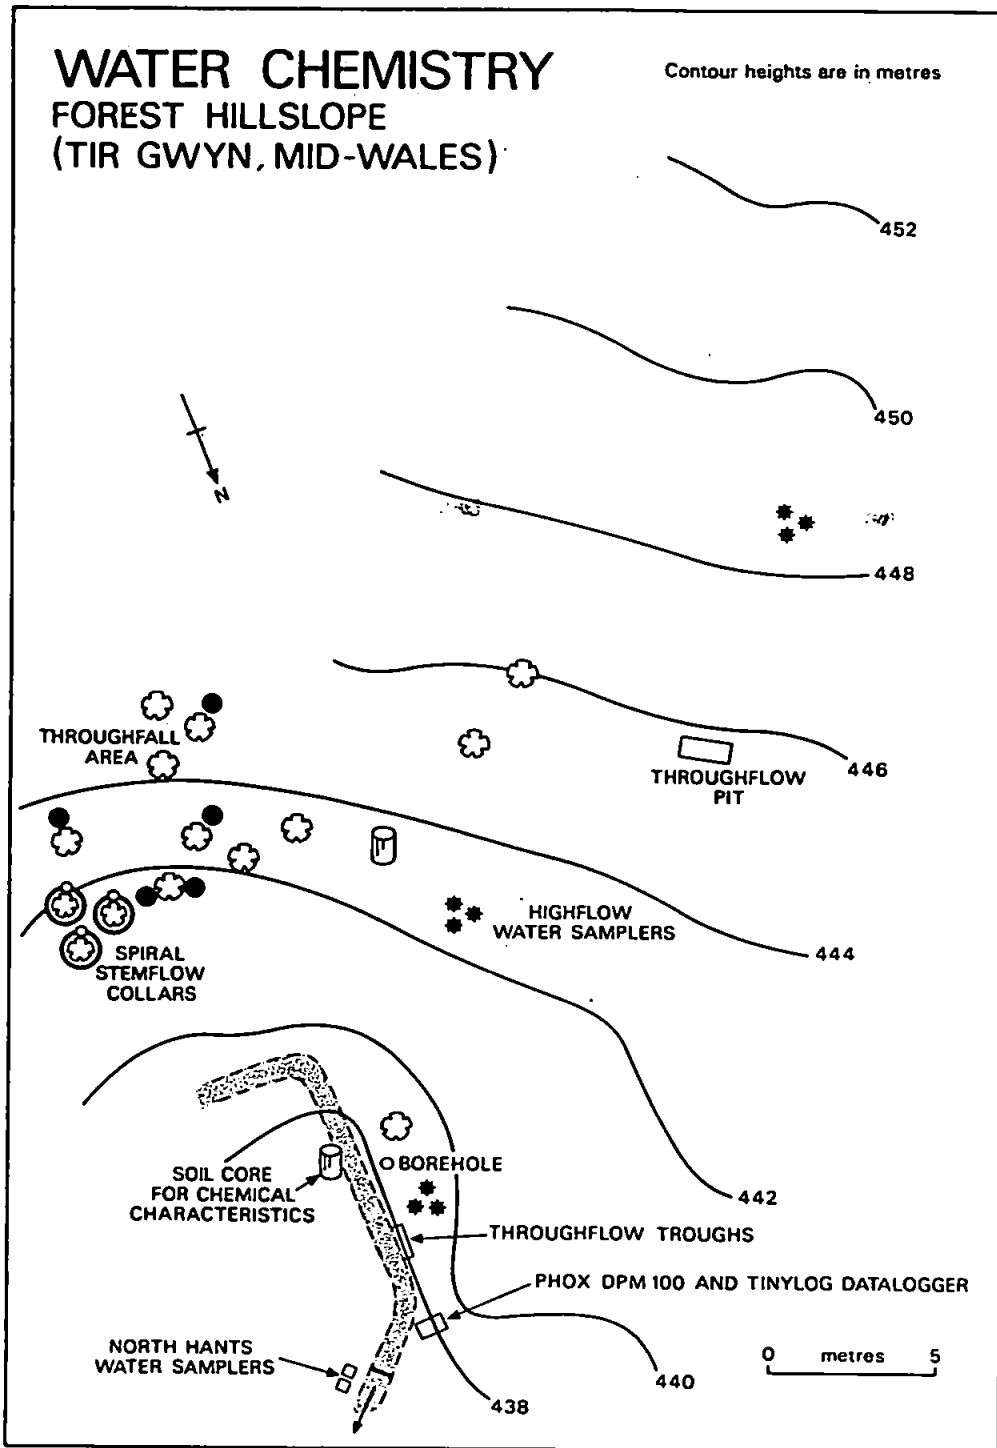 WATER CHEMISTRY
FOREST HILLSLOPE
(TIR GWYN, MID-WALES)
Contour heights are in metres
452
450
N
448
THROUGHFALL
AREA
446
THROUGHFLOW
PIT
HIGHFLOW
WATER SAMPLERS
444
SPIRAL
STEMFLOW
COLLARS
SOIL CORE
FOR CHEMICAL
CHARACTERISTICS
BOREHOLE
442
THROUGHFLOW TROUGHS
PHOX DPM 100 AND TINYLOG DATALOGGER
NORTH HANTS
WATER SAMPLERS
0 metres 5
440
438